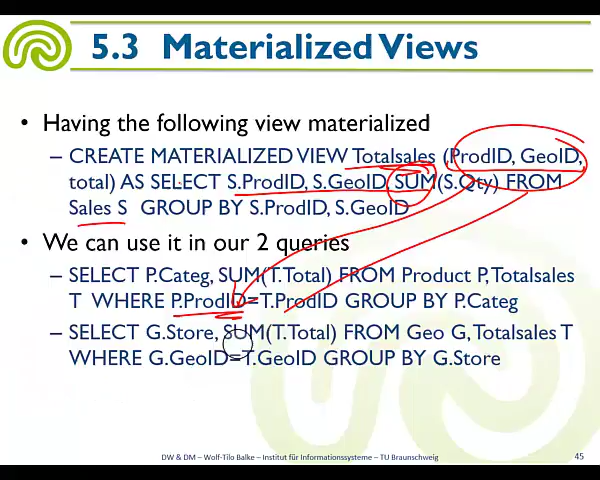 5.3 Materialized Views
• Having the following view materialized
– CREATE MATERIALIZED VIEW Totalsales (ProdID, GeoID,
total) AS SELECT S.ProdID, S.GeoID, SUM(S.Qty) FROM
Sales S GROUP BY S.ProdID, S.GeoID
• We can use it in our 2 queries
– SELECT P.Categ, SUM(T.Total) FROM Product P, Totalsales
T WHERE P.ProdID=T.ProdID GROUP BY P.Categ
– SELECT G.Store, SUM(T.Total) FROM Geo G, Totalsales T
WHERE G.GeoID=T.GeoID GROUP BY G.Store
DW & DM – Wolf-Tilo Balke – Institut für Informationssysteme – TU Braunschweig
45